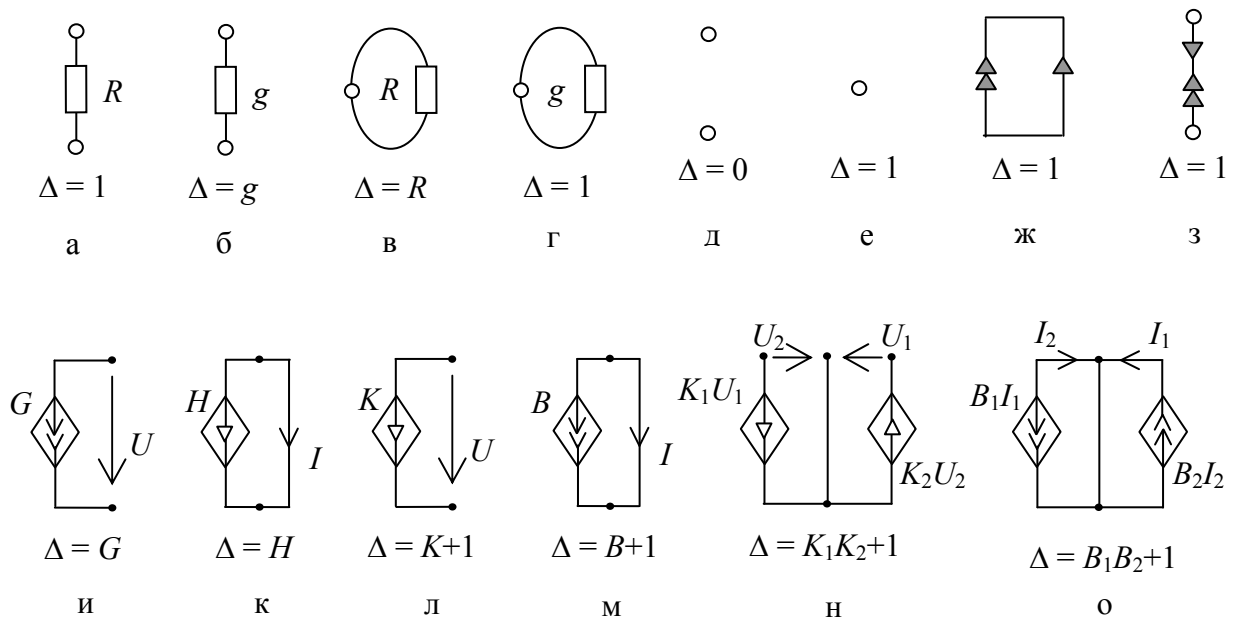 R g R g
Δ = 1 Δ = g Δ = R Δ = 1 Δ = 0 Δ = 1 Δ = 1 Δ = 1
а б в г д е ж з
U₂ U₁ I₂ I₁
G H K B K₁U₁ B₁I₁
U I U I K₂U₂ B₂I₂
Δ = G Δ = H Δ = K+1 Δ = B+1 Δ = K₁K₂+1 Δ = B₁B₂+1
и к л м н о